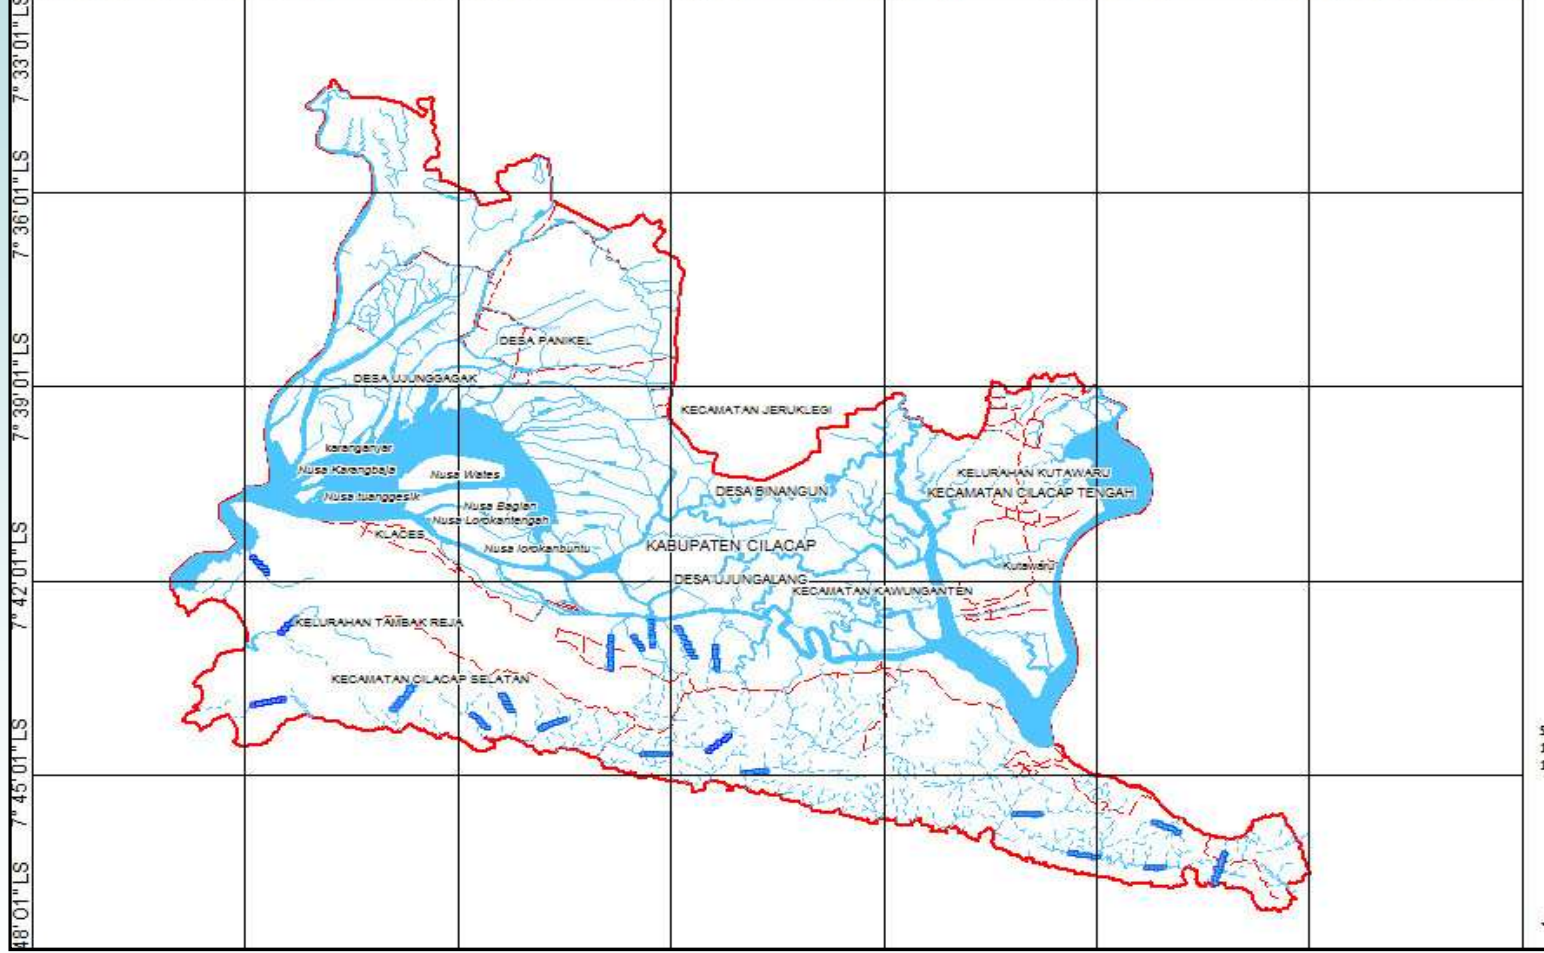 7° 33' 01" LS
7° 36' 01" LS
DESA PANIKEL
DESA UJUNGGAGAK
7° 39' 01" LS
KECAMATAN JERUKLEGI
karanganyar
Nusa Karangbaja
Nusa Wates
KELURAHAN KUTAWARU
Nusa tuanggesik
DESA BINANGUN
KECAMATAN CILACAP TENGAH
Nusa Bagian
Nusa Lorokantengah
KLACES
Nusa lorokanbuntu
KABUPATEN CILACAP
Kutawaru
7° 42' 01" LS
DESA UJUNGALANG
KECAMATAN KAWUNGANTEN
KELURAHAN TAMBAK REJA
KECAMATAN CILACAP SELATAN
7° 45' 01" LS
48' 01" LS